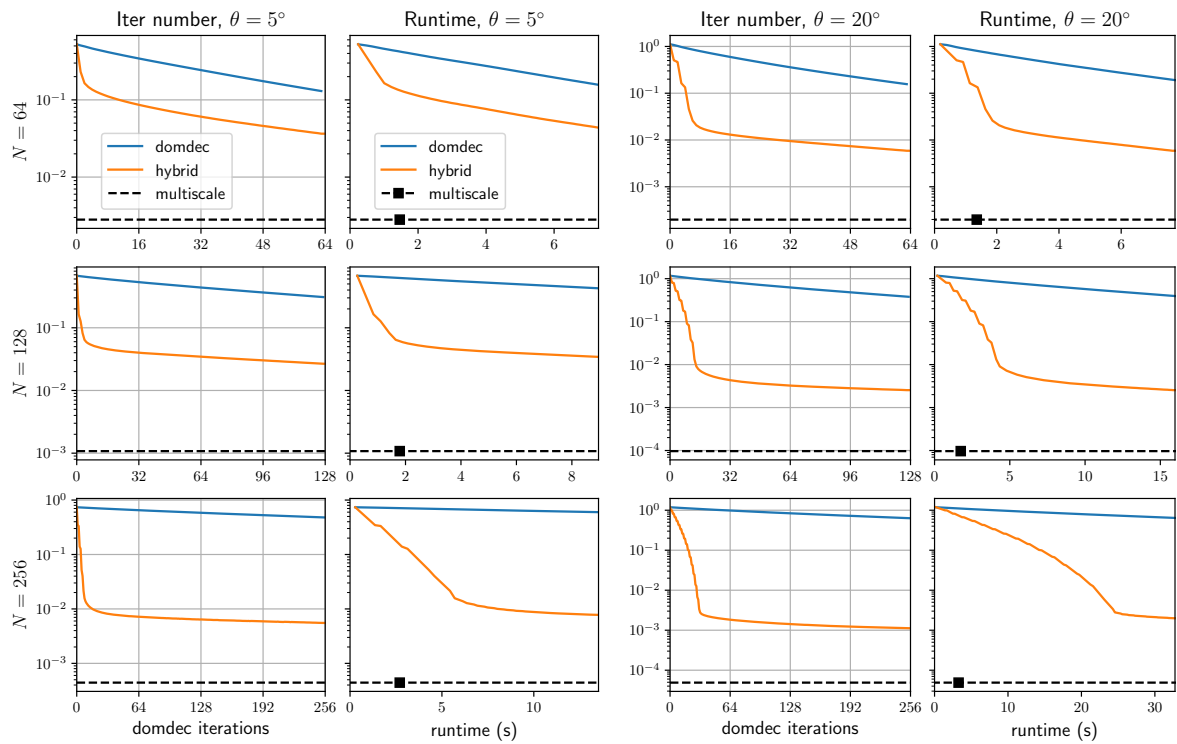 Iter number, θ = 5° Runtime, θ = 5° Iter number, θ = 20° Runtime, θ = 20°
N = 64
10⁻¹
10⁻²
domdec
hybrid
multiscale
0 16 32 48 64
domdec
hybrid
multiscale
0 2 4 6
10⁰
10⁻¹
10⁻²
10⁻³
0 16 32 48 64
0 2 4 6
N = 128
10⁻¹
10⁻²
10⁻³
0 32 64 96 128
0 2 4 6 8
10⁰
10⁻¹
10⁻²
10⁻³
10⁻⁴
0 32 64 96 128
0 5 10 15
N = 256
10⁰
10⁻¹
10⁻²
10⁻³
0 64 128 192 256
domdec iterations
0 5 10
runtime (s)
10⁰
10⁻¹
10⁻²
10⁻³
10⁻⁴
0 64 128 192 256
domdec iterations
0 10 20 30
runtime (s)